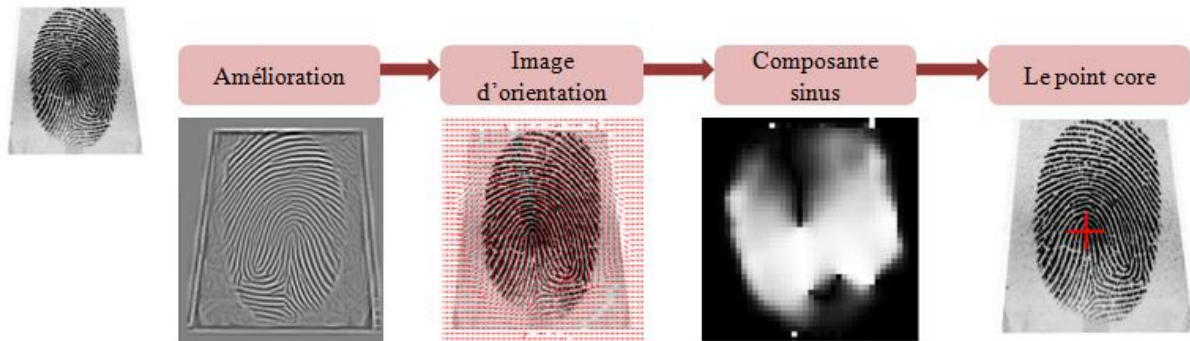 Amélioration
Image
d'orientation
Composante
sinus
Le point core